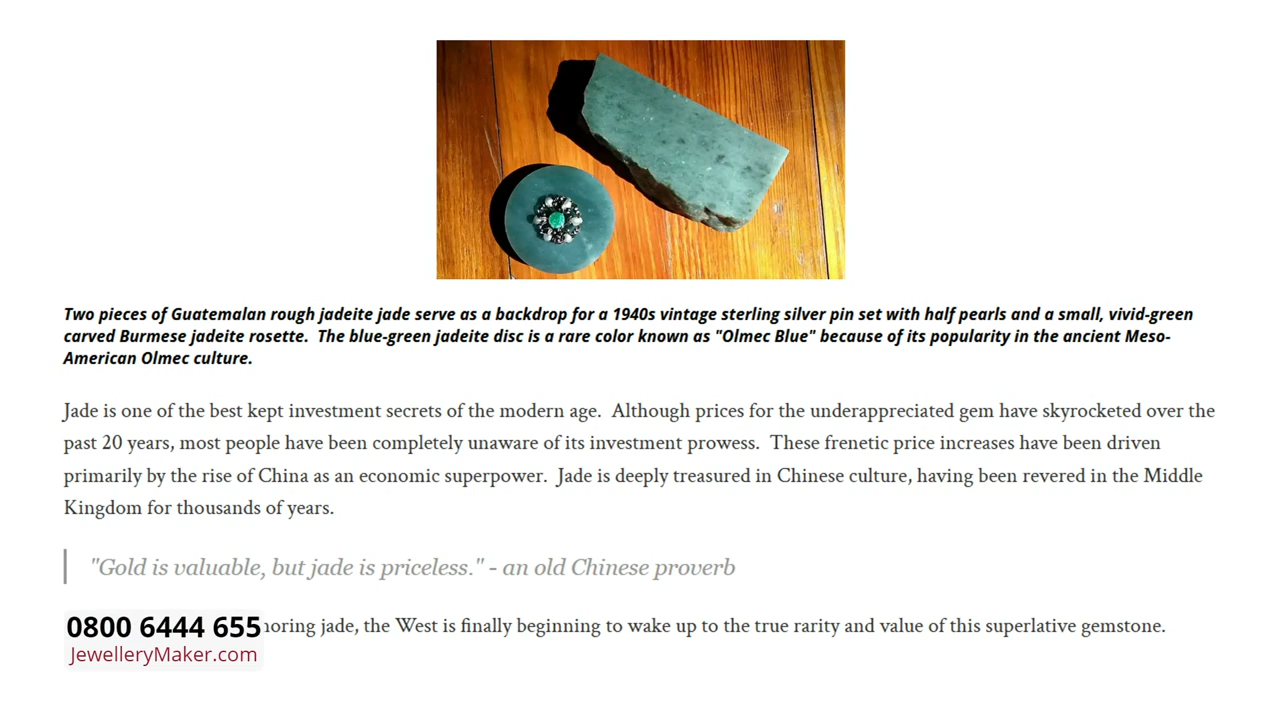 Two pieces of Guatemalan rough jadeite jade serve as a backdrop for a 1940s vintage sterling silver pin set with half pearls and a small, vivid-green
carved Burmese jadeite rosette.  The blue-green jadeite disc is a rare color known as "Olmec Blue" because of its popularity in the ancient Meso-
American Olmec culture.
Jade is one of the best kept investment secrets of the modern age.  Although prices for the underappreciated gem have skyrocketed over the
past 20 years, most people have been completely unaware of its investment prowess.  These frenetic price increases have been driven
primarily by the rise of China as an economic superpower.  Jade is deeply treasured in Chinese culture, having been revered in the Middle
Kingdom for thousands of years.
"Gold is valuable, but jade is priceless." - an old Chinese proverb
jade, the West is finally beginning to wake up to the true rarity and value of this superlative gemstone.
0800 6444 655
JewelleryMaker.com